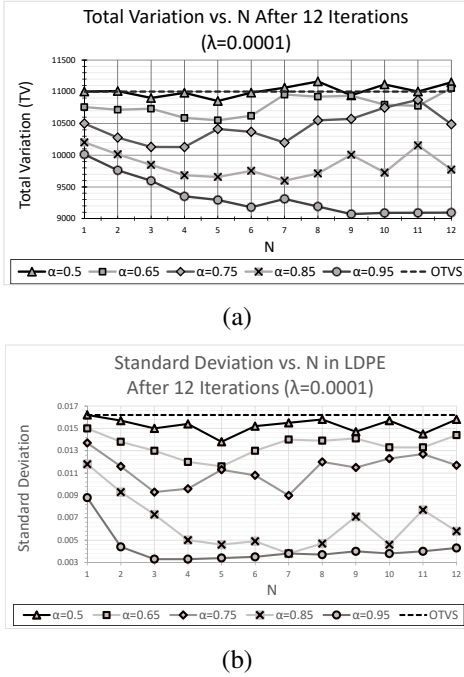 Total Variation vs. N After 12 Iterations
(λ=0.0001)
Total Variation (TV)
11500
11000
10500
10000
9500
9000
1 2 3 4 5 6 7 8 9 10 11 12
N
α=0.5 α=0.65 α=0.75 α=0.85 α=0.95 OTVS
(a)
Standard Deviation vs. N in LDPE
After 12 Iterations (λ=0.0001)
Standard Deviation
0.017
0.015
0.013
0.011
0.009
0.007
0.005
0.003
1 2 3 4 5 6 7 8 9 10 11 12
N
α=0.5 α=0.65 α=0.75 α=0.85 α=0.95 OTVS
(b)